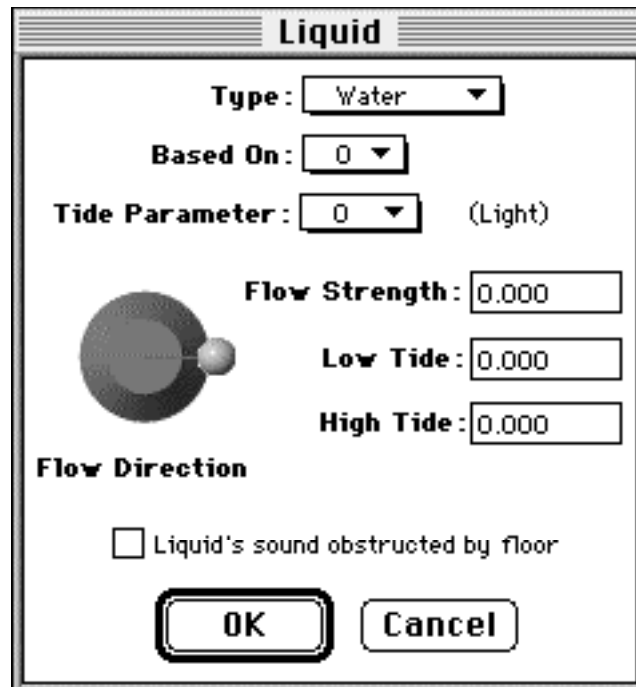 Liquid
Type: Water
Based On: 0
Tide Parameter: 0 (Light)
Flow Strength: 0.000
Low Tide: 0.000
High Tide: 0.000
Flow Direction
Liquid's sound obstructed by floor
OK Cancel